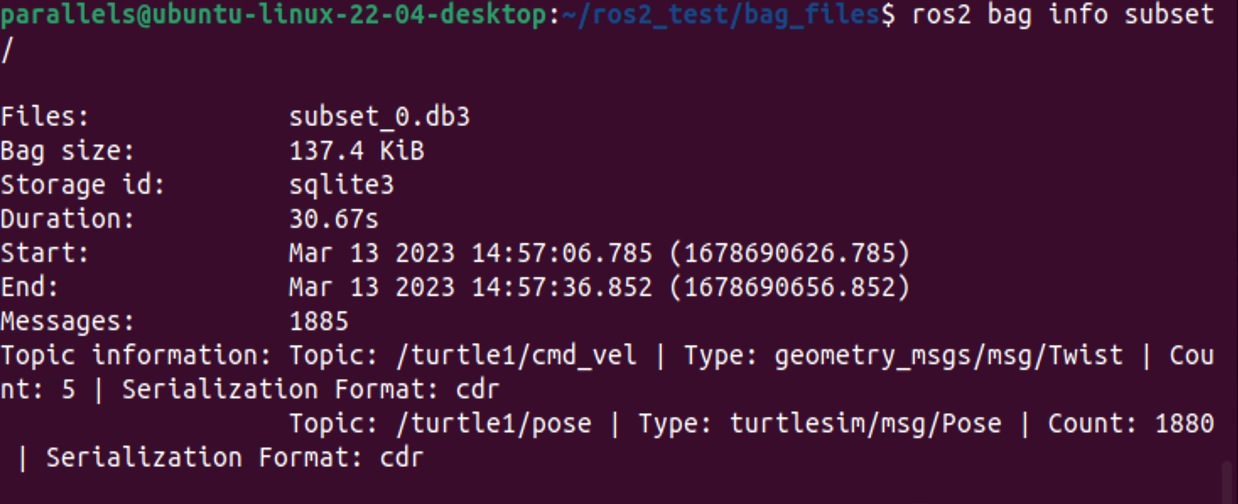 parallels@ubuntu-linux-22-04-desktop:~/ros2_test/bag_files$ ros2 bag info subset
/
Files: subset_0.db3
Bag size: 137.4 KiB
Storage id: sqlite3
Duration: 30.67s
Start: Mar 13 2023 14:57:06.785 (1678690626.785)
End: Mar 13 2023 14:57:36.852 (1678690656.852)
Messages: 1885
Topic information: Topic: /turtle1/cmd_vel | Type: geometry_msgs/msg/Twist | Cou
nt: 5 | Serialization Format: cdr
Topic: /turtle1/pose | Type: turtlesim/msg/Pose | Count: 1880
| Serialization Format: cdr